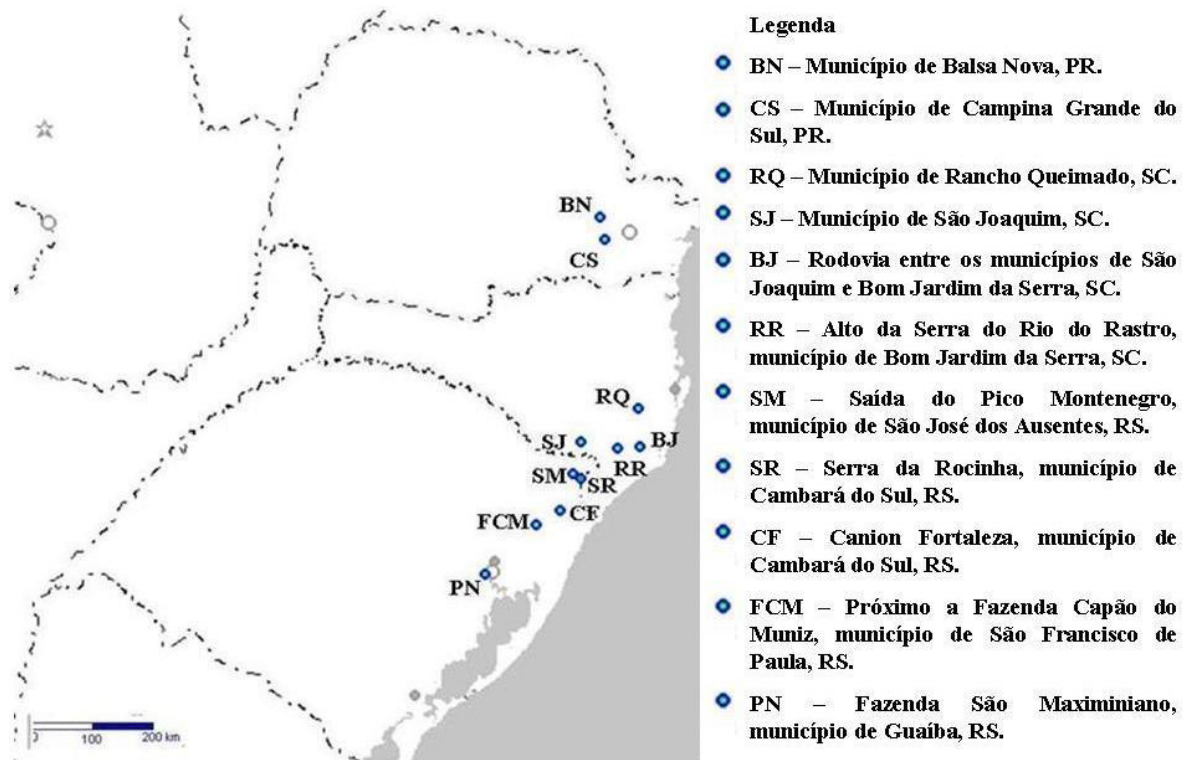 Legenda
BN – Município de Balsa Nova, PR.
CS – Município de Campina Grande do
Sul, PR.
RQ – Município de Rancho Queimado, SC.
SJ – Município de São Joaquim, SC.
BJ – Rodovia entre os municípios de São
Joaquim e Bom Jardim da Serra, SC.
RR – Alto da Serra do Rio do Rastro,
município de Bom Jardim da Serra, SC.
SM – Saída do Pico Montenegro,
município de São José dos Ausentes, RS.
SR – Serra da Rocinha, município de
Cambará do Sul, RS.
CF – Canion Fortaleza, município de
Cambará do Sul, RS.
FCM – Próximo a Fazenda Capão do
Muniz, município de São Francisco de
Paula, RS.
PN – Fazenda São Maximiniano,
município de Guaíba, RS.
BN
CS
RQ
SJ
BJ
RR
SM
SR
CF
FCM
PN
100 200 km